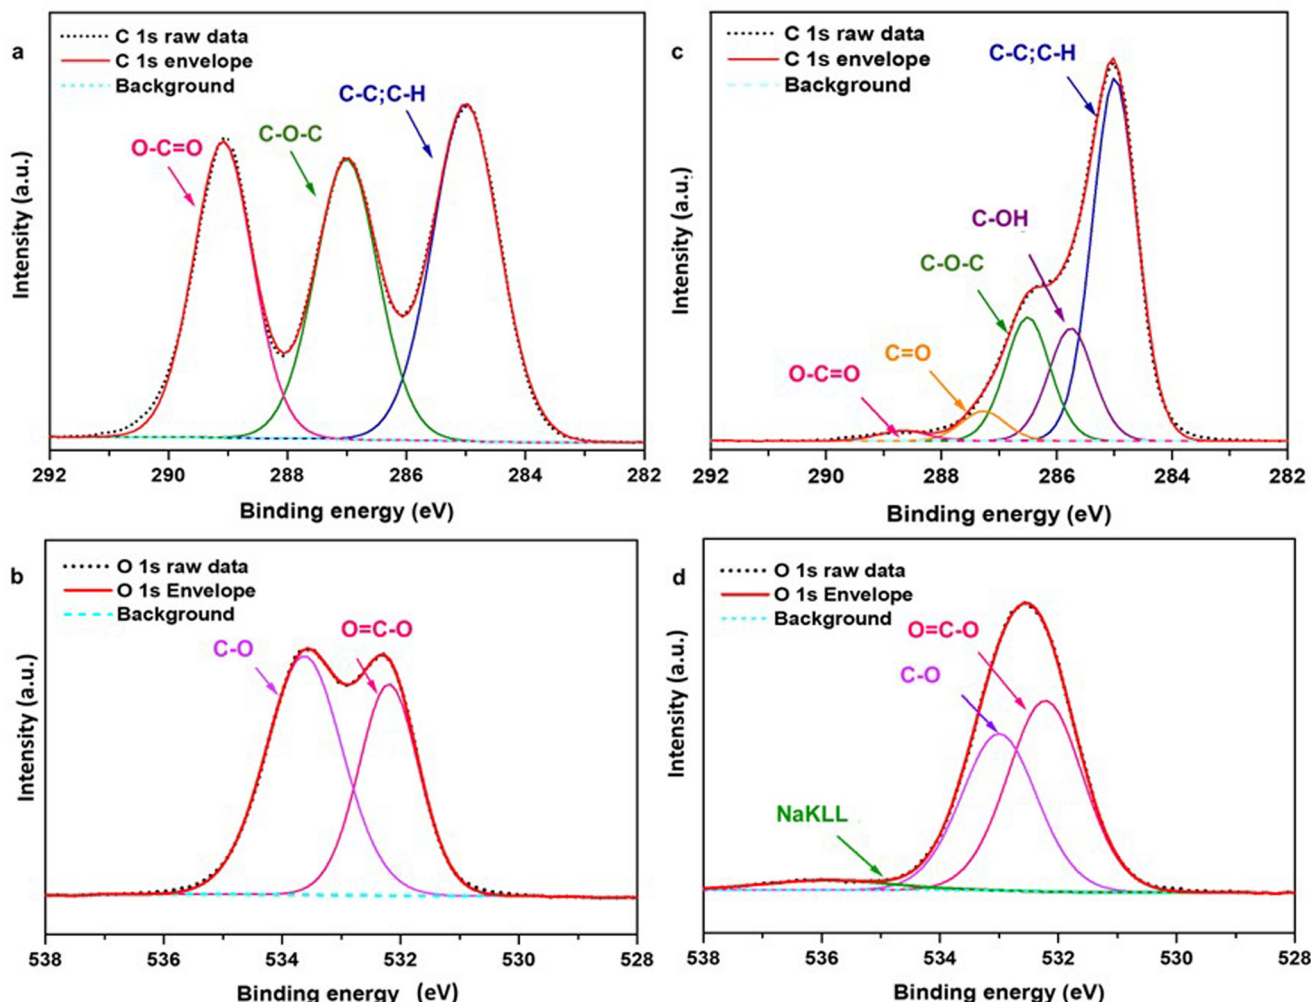 a
C 1s raw data
C 1s envelope
Background
O-C=O
C-O-C
C-C;C-H
Intensity (a.u.)
292 290 288 286 284 282
Binding energy (eV)
c
C 1s raw data
C 1s envelope
Background
C-C;C-H
C-OH
C-O-C
C=O
O-C=O
Intensity (a.u.)
292 290 288 286 284 282
Binding energy (eV)
b
O 1s raw data
O 1s Envelope
Background
C-O
O=C-O
Intensity (a.u.)
538 536 534 532 530 528
Binding energy (eV)
d
O 1s raw data
O 1s Envelope
Background
O=C-O
C-O
NaKLL
Intensity (a.u.)
538 536 534 532 530 528
Binding energy (eV)